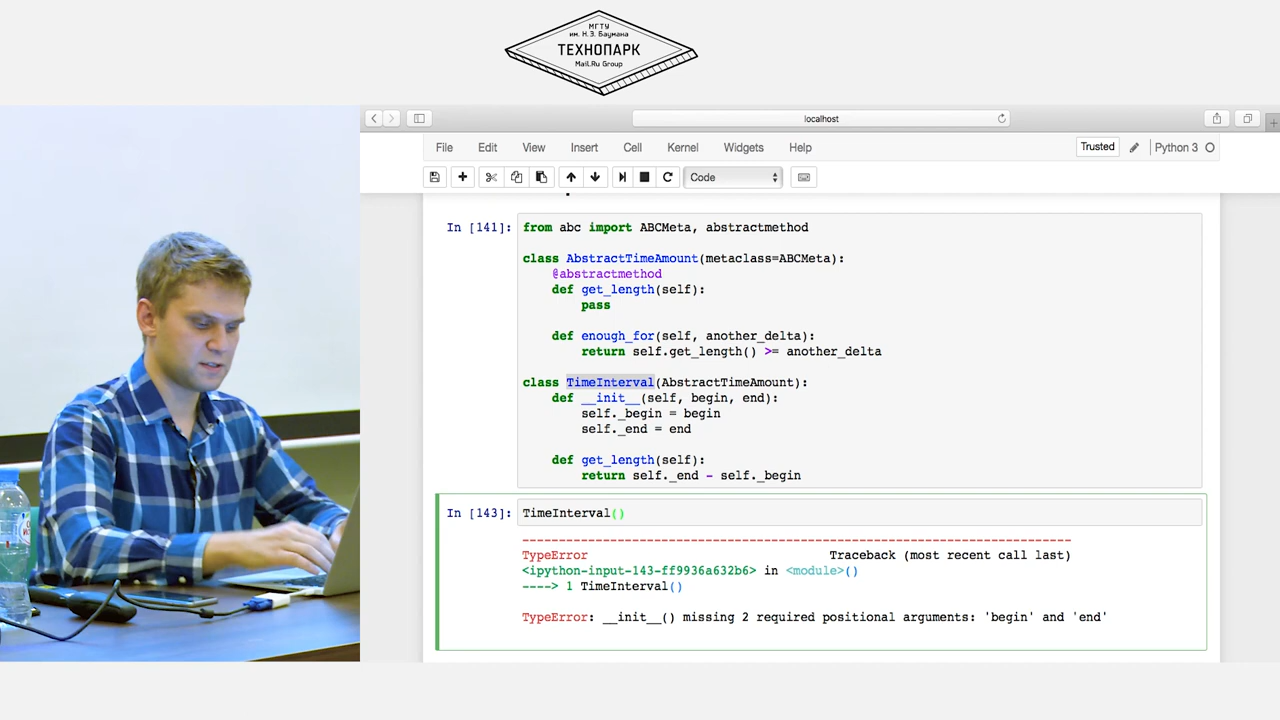 МГТУ
им. Н.Э. Баумана
ТЕХНОПАРК
Mail.Ru Group
localhost
File Edit View Insert Cell Kernel Widgets Help Trusted Python 3
Code
In [141]: from abc import ABCMeta, abstractmethod
class AbstractTimeAmount(metaclass=ABCMeta):
@abstractmethod
def get_length(self):
pass
def enough_for(self, another_delta):
return self.get_length() >= another_delta
class TimeInterval(AbstractTimeAmount):
def __init__(self, begin, end):
self._begin = begin
self._end = end
def get_length(self):
return self._end - self._begin
In [143]: TimeInterval()
---------------------------------------------------------------------------
TypeError Traceback (most recent call last)
<ipython-input-143-ff9936a632b6> in <module>()
----> 1 TimeInterval()
TypeError: __init__() missing 2 required positional arguments: 'begin' and 'end'